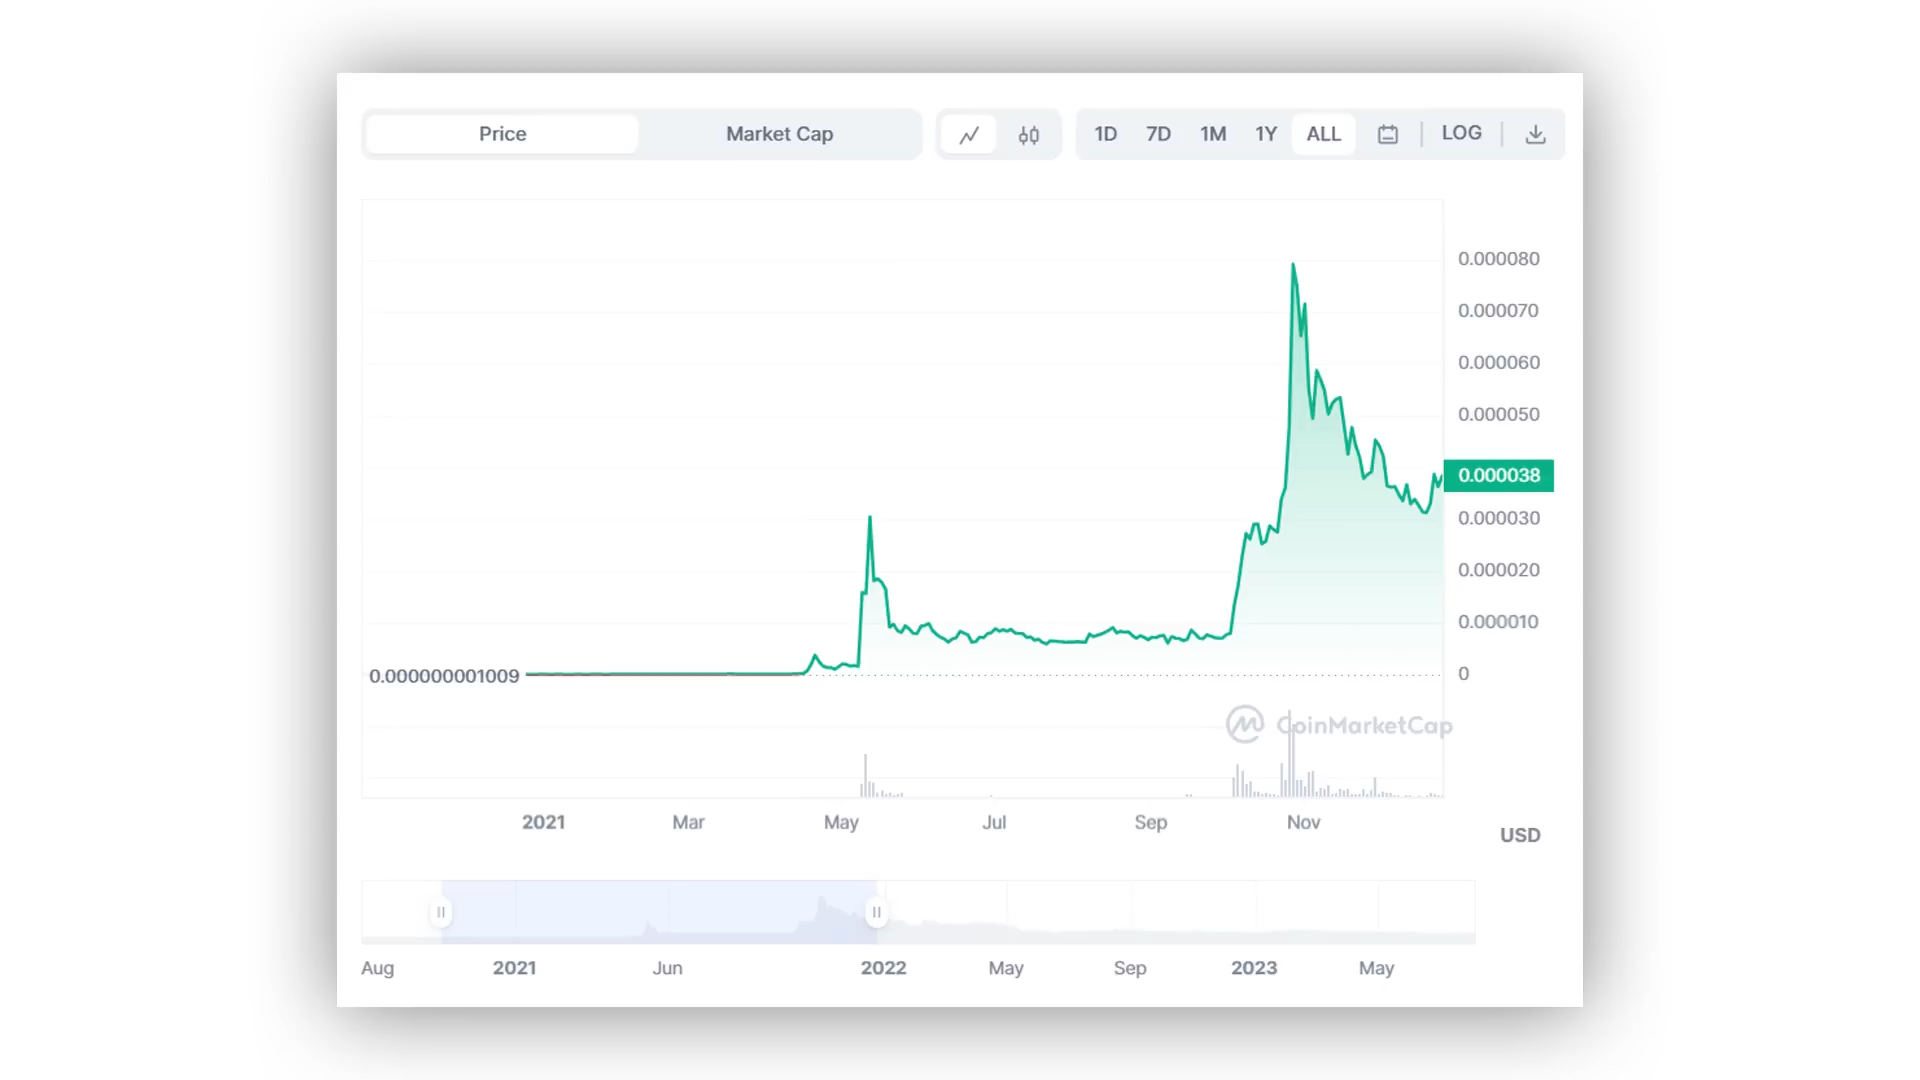 Price Market Cap 1D 7D 1M 1Y ALL LOG
0.000080
0.000070
0.000060
0.000050
0.000038
0.000030
0.000020
0.000010
0.000000001009 0
CoinMarketCap
2021 Mar May Jul Sep Nov
USD
Aug 2021 Jun 2022 May Sep 2023 May